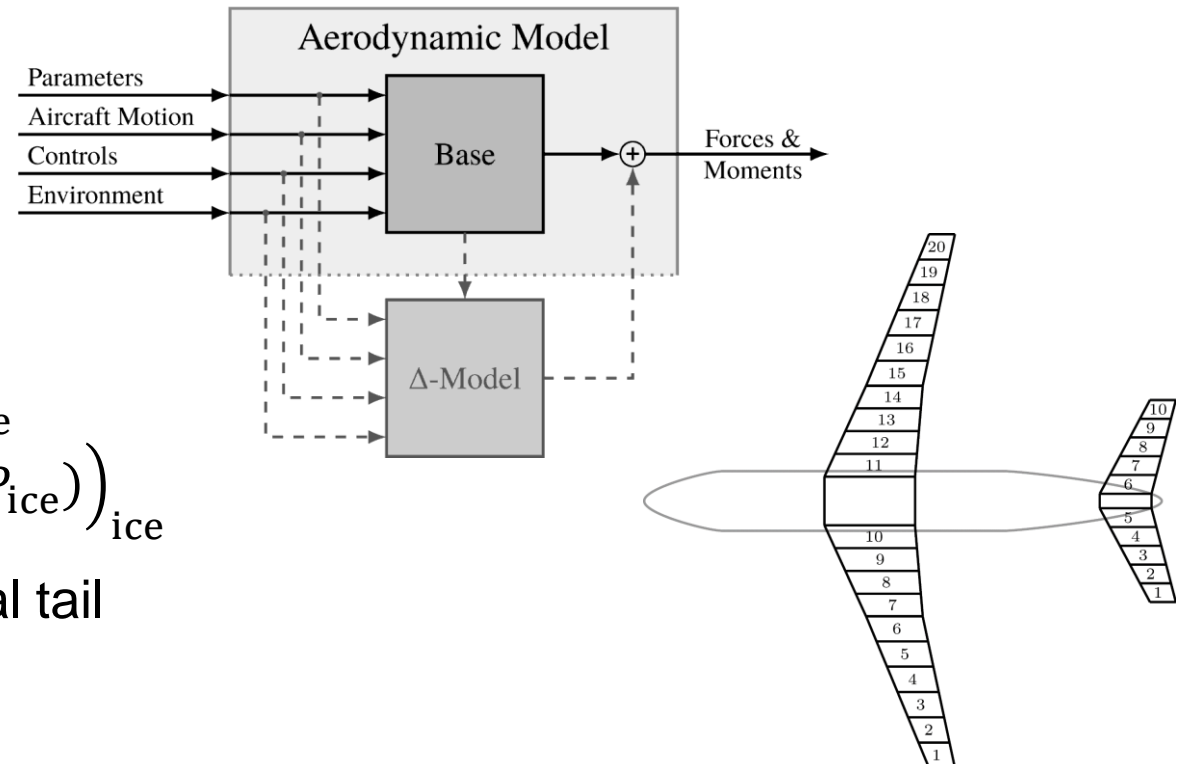 Aerodynamic Model
Parameters
Aircraft Motion
Controls
Environment
Base
+
Forces &
Moments
Δ-Model
ice
ice))
ice
al tail
20
19
18
17
16
15
14
13
12
11
10
9
8
7
6
5
4
3
2
1
10
9
8
7
6
5
4
3
2
1